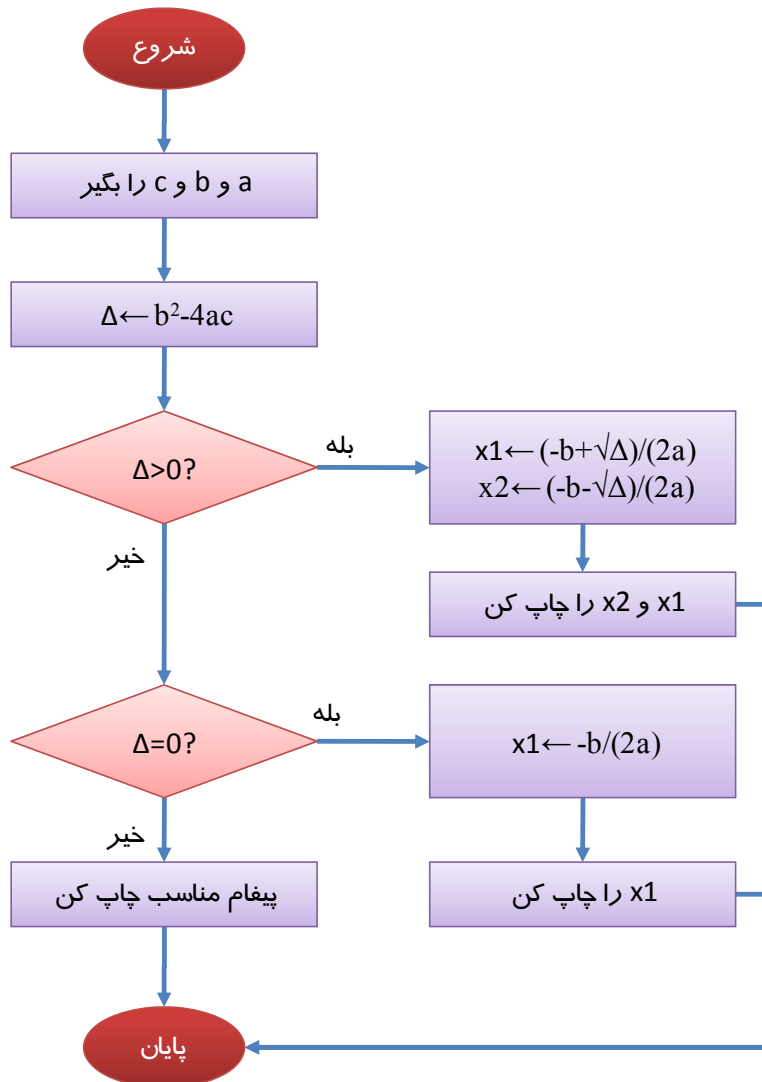 شروع
a و b و c را بگیر
Δ← b²-4ac
Δ>0?
بله
x1← (-b+√Δ)/(2a)
x2← (-b-√Δ)/(2a)
خیر
x1 و x2 را چاپ کن
Δ=0?
بله
x1← -b/(2a)
خیر
پیغام مناسب چاپ کن
x1 را چاپ کن
پایان